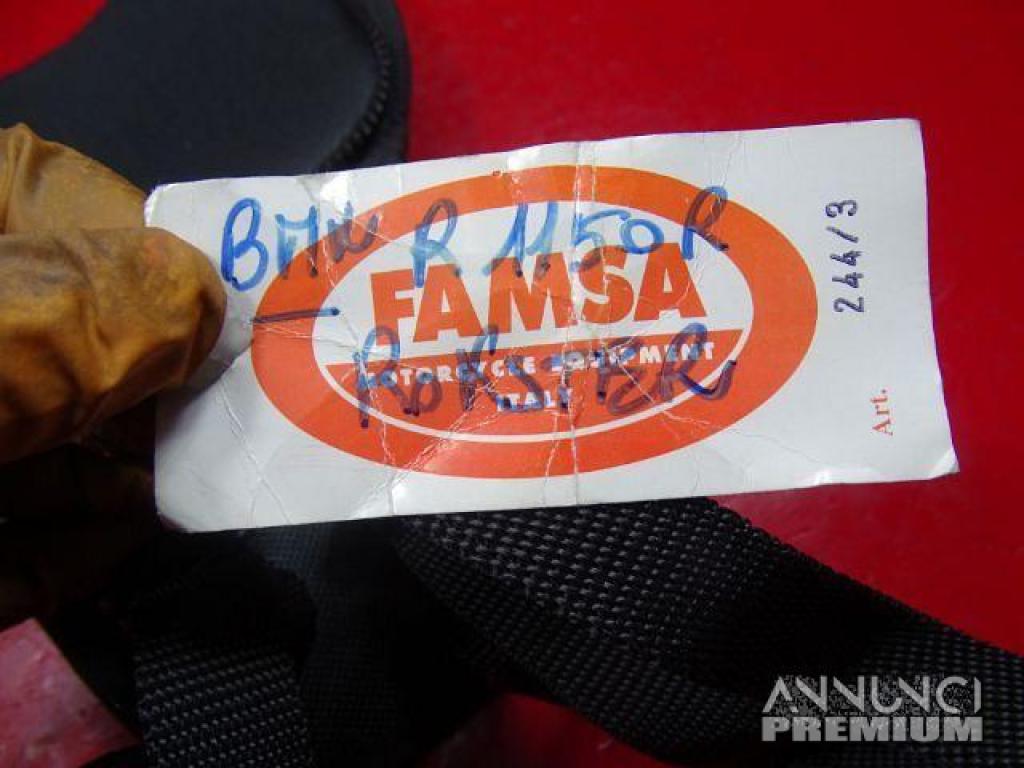 BMW R 1150 R
FAMSA
MOTORCYCLE EQUIPMENT
ROKSTER
ITALY
Art. 244/3
ANNUNCI
PREMIUM